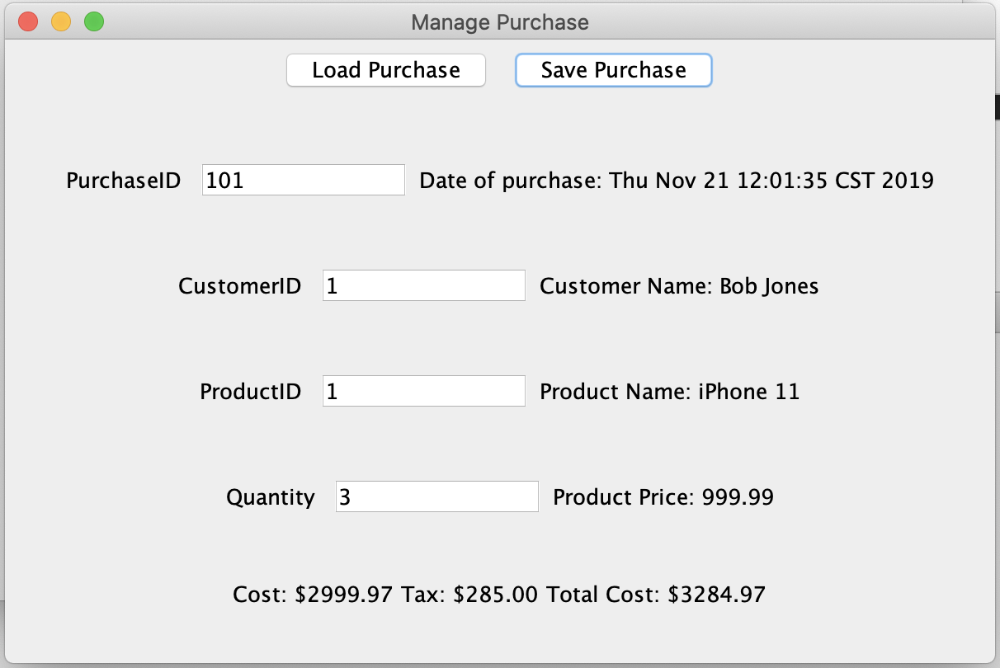 Manage Purchase
Load Purchase Save Purchase
PurchaseID 101 Date of purchase: Thu Nov 21 12:01:35 CST 2019
CustomerID 1 Customer Name: Bob Jones
ProductID 1 Product Name: iPhone 11
Quantity 3 Product Price: 999.99
Cost: $2999.97 Tax: $285.00 Total Cost: $3284.97